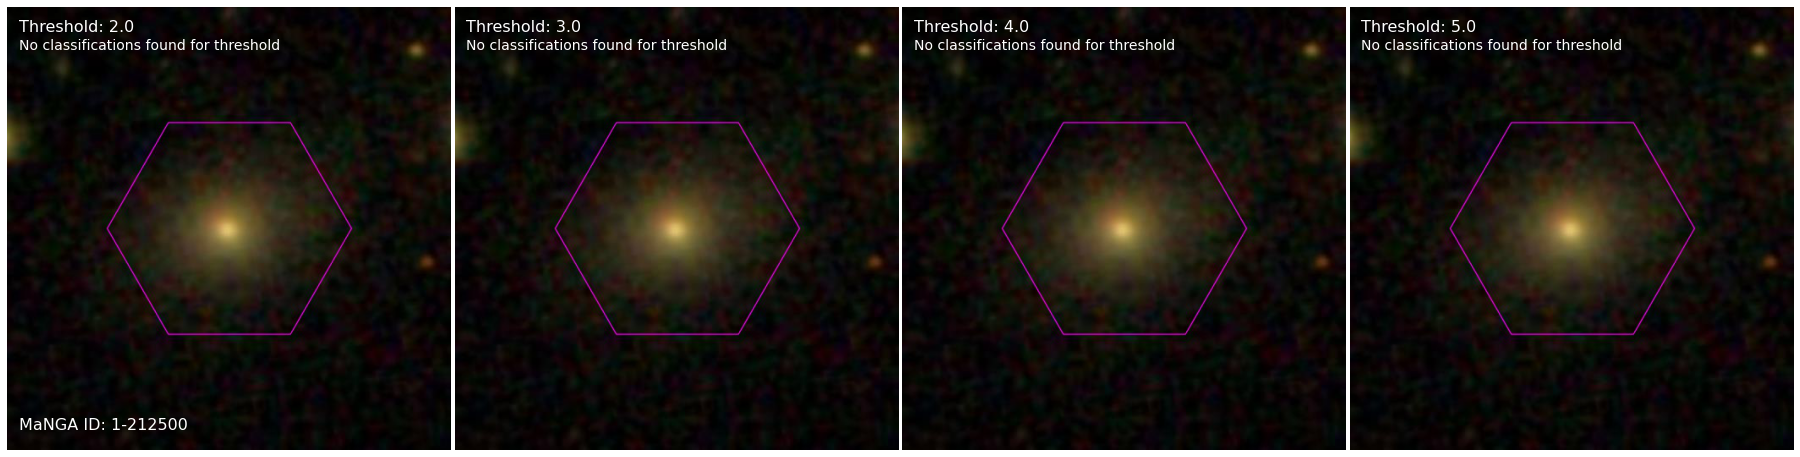 Threshold: 2.0
No classifications found for threshold
MaNGA ID: 1-212500
Threshold: 3.0
No classifications found for threshold
Threshold: 4.0
No classifications found for threshold
Threshold: 5.0
No classifications found for threshold